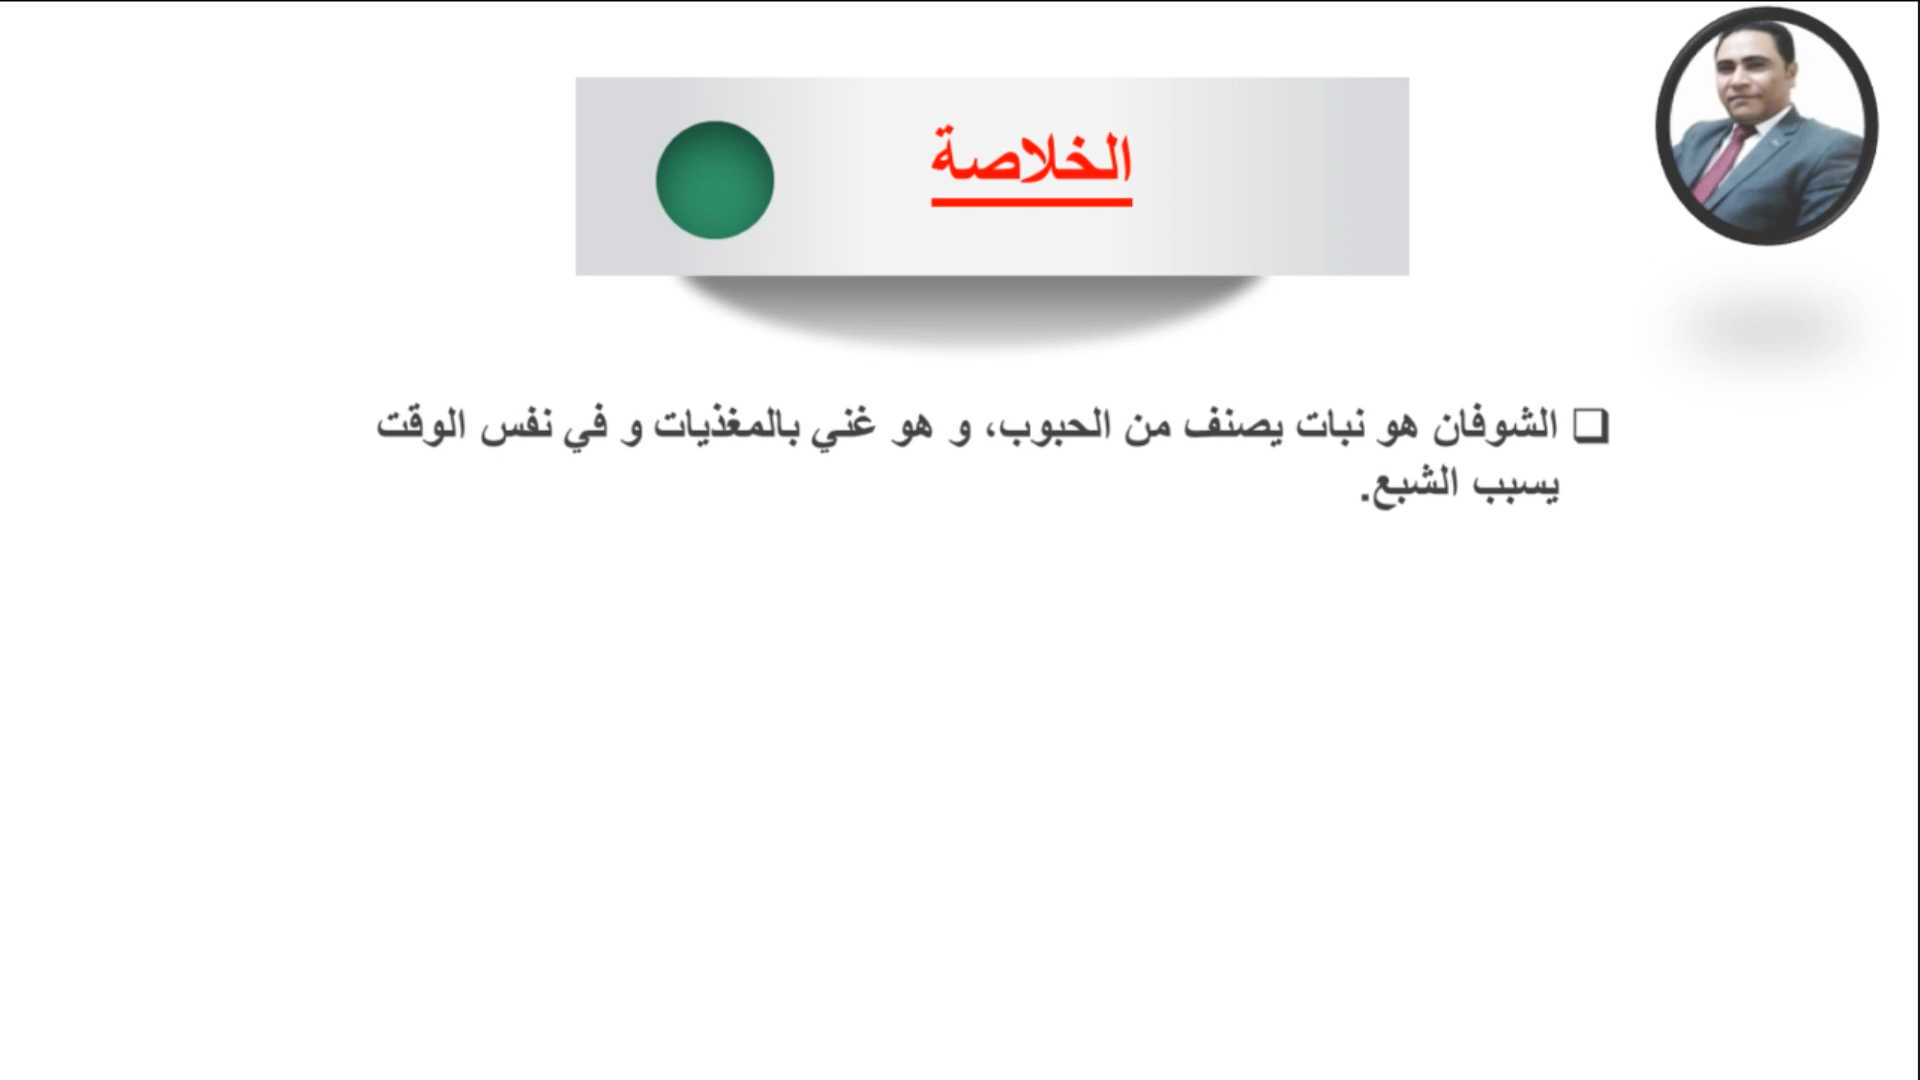 الخلاصة
❑ الشوفان هو نبات يصنف من الحبوب، و هو غني بالمغذيات و في نفس الوقت
يسبب الشبع.